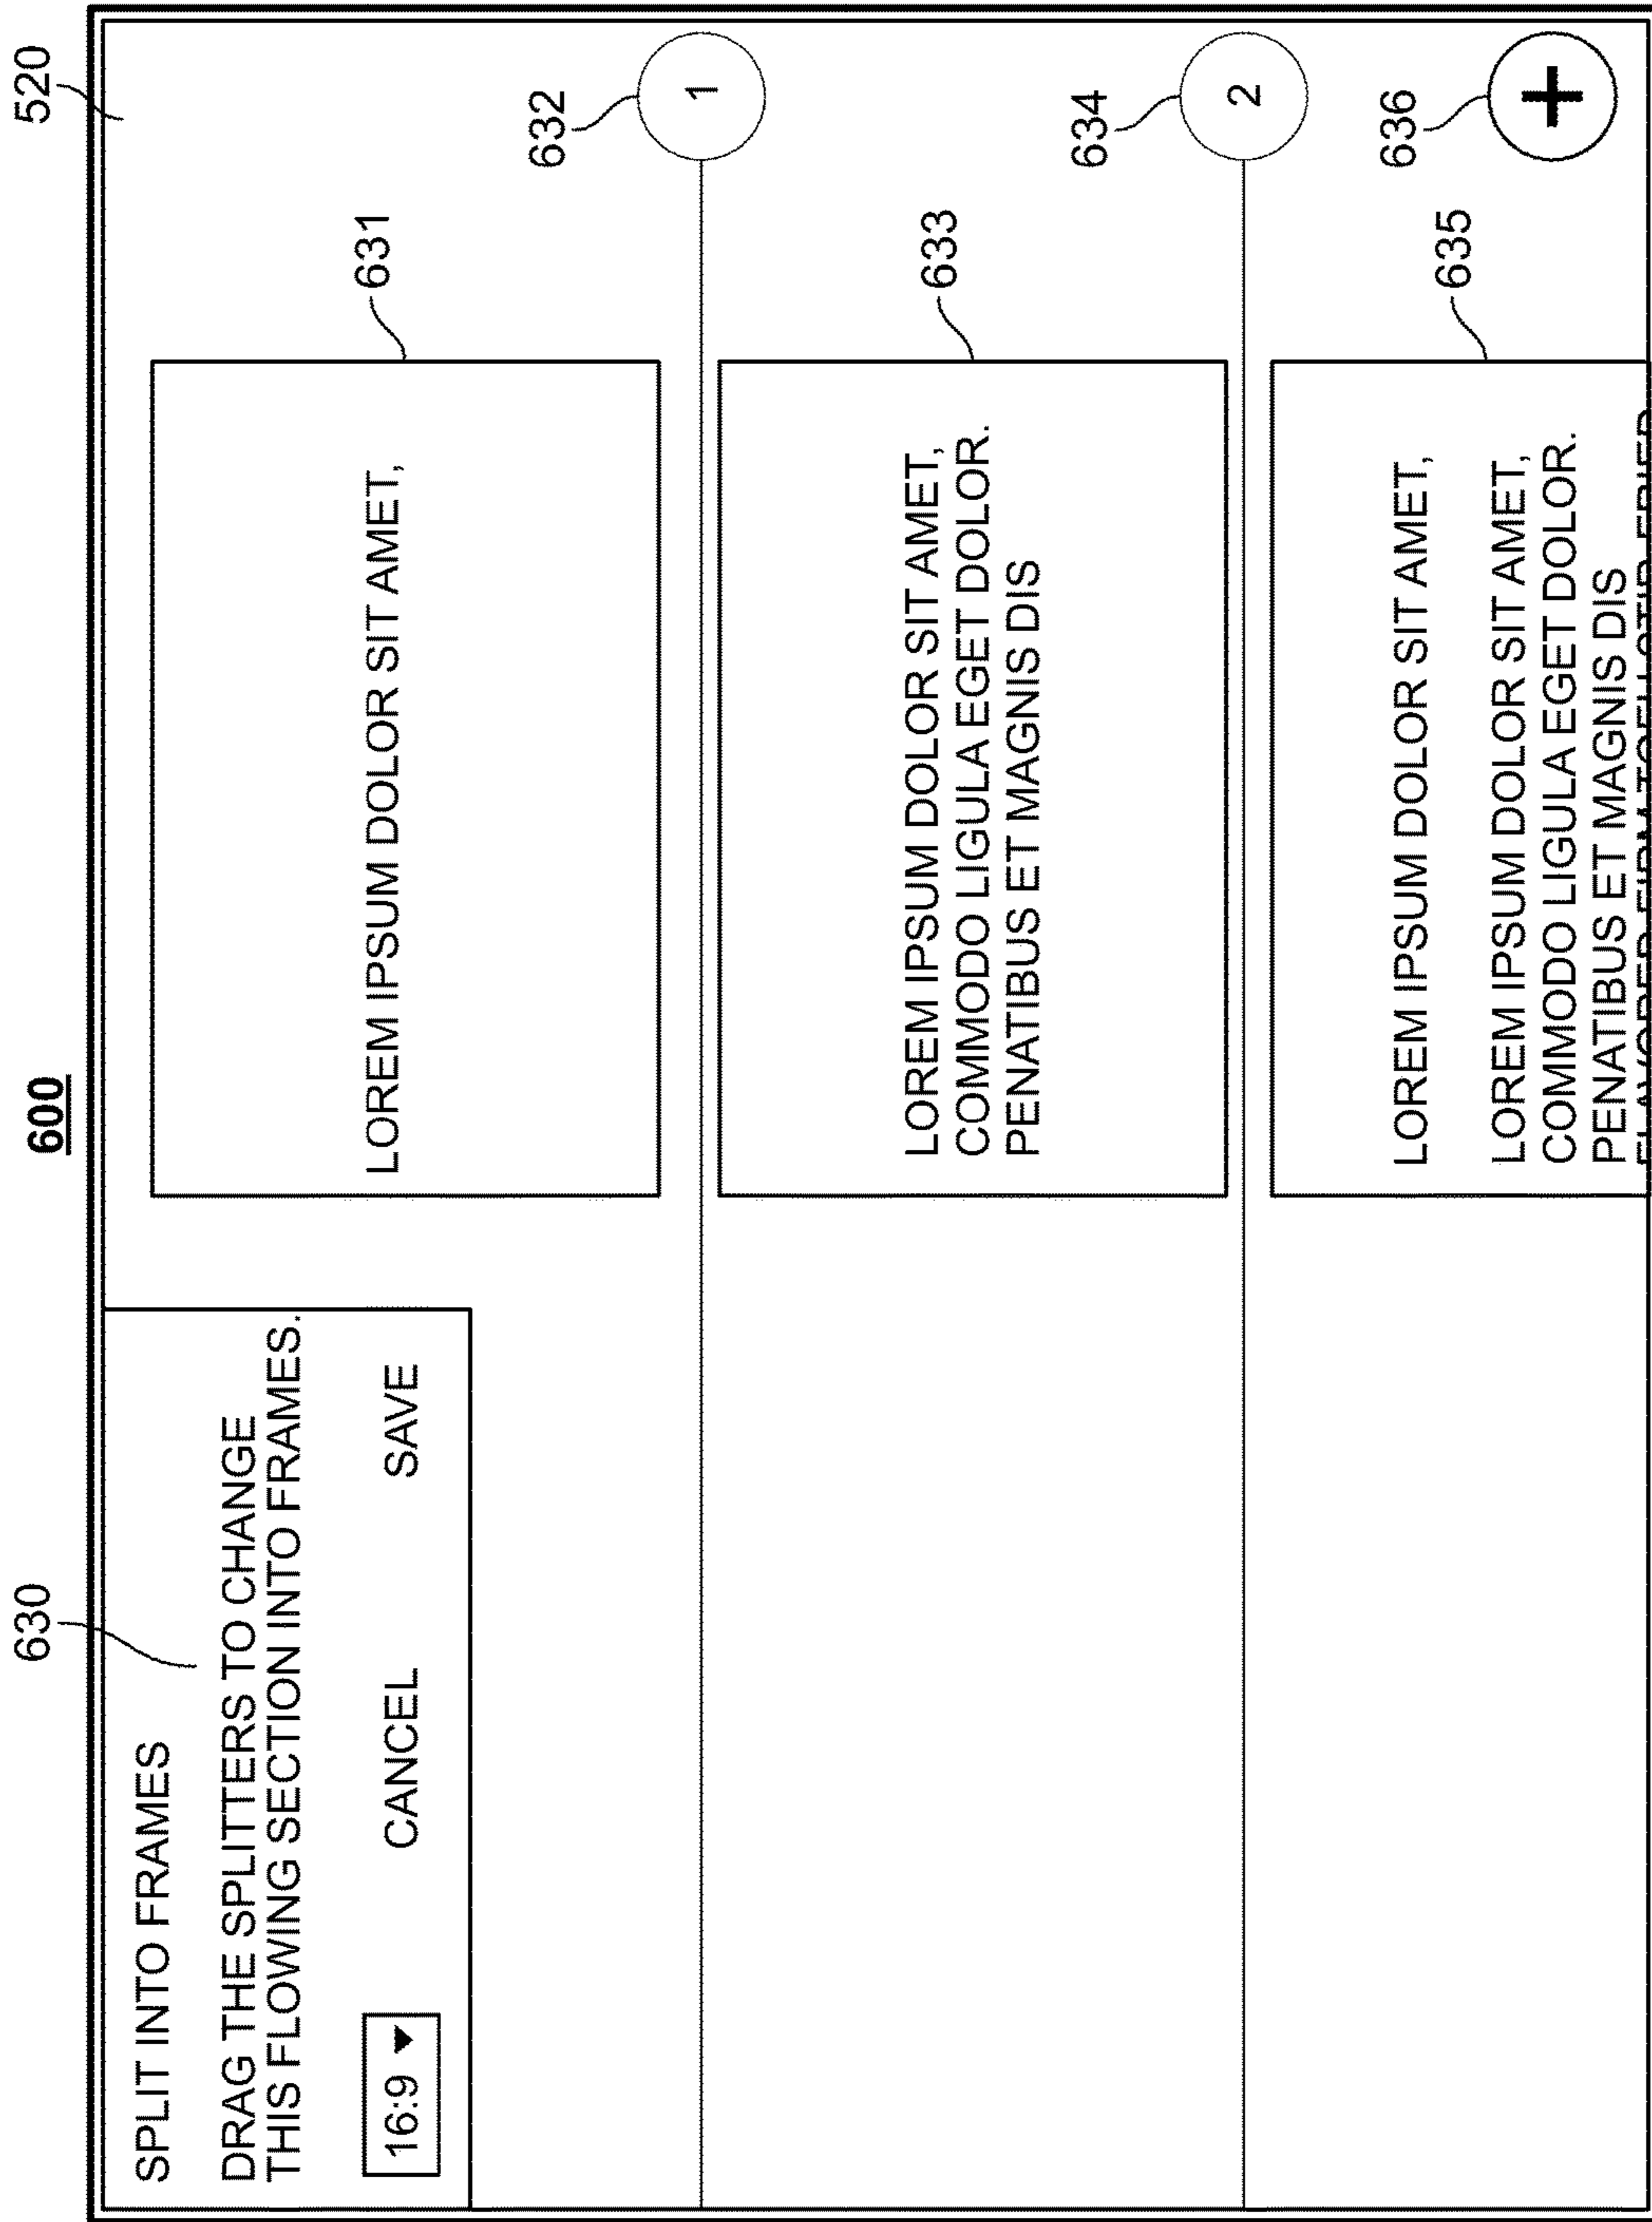 600
630
520
SPLIT INTO FRAMES
DRAG THE SPLITTERS TO CHANGE
THIS FLOWING SECTION INTO FRAMES.
16:9
CANCEL
SAVE
LOREM IPSUM DOLOR SIT AMET,
631
632
1
LOREM IPSUM DOLOR SIT AMET,
COMMODO LIGULA EGET DOLOR.
PENATIBUS ET MAGNIS DIS
633
634
2
LOREM IPSUM DOLOR SIT AMET,
LOREM IPSUM DOLOR SIT AMET,
COMMODO LIGULA EGET DOLOR.
PENATIBUS ET MAGNIS DIS
635
636
+